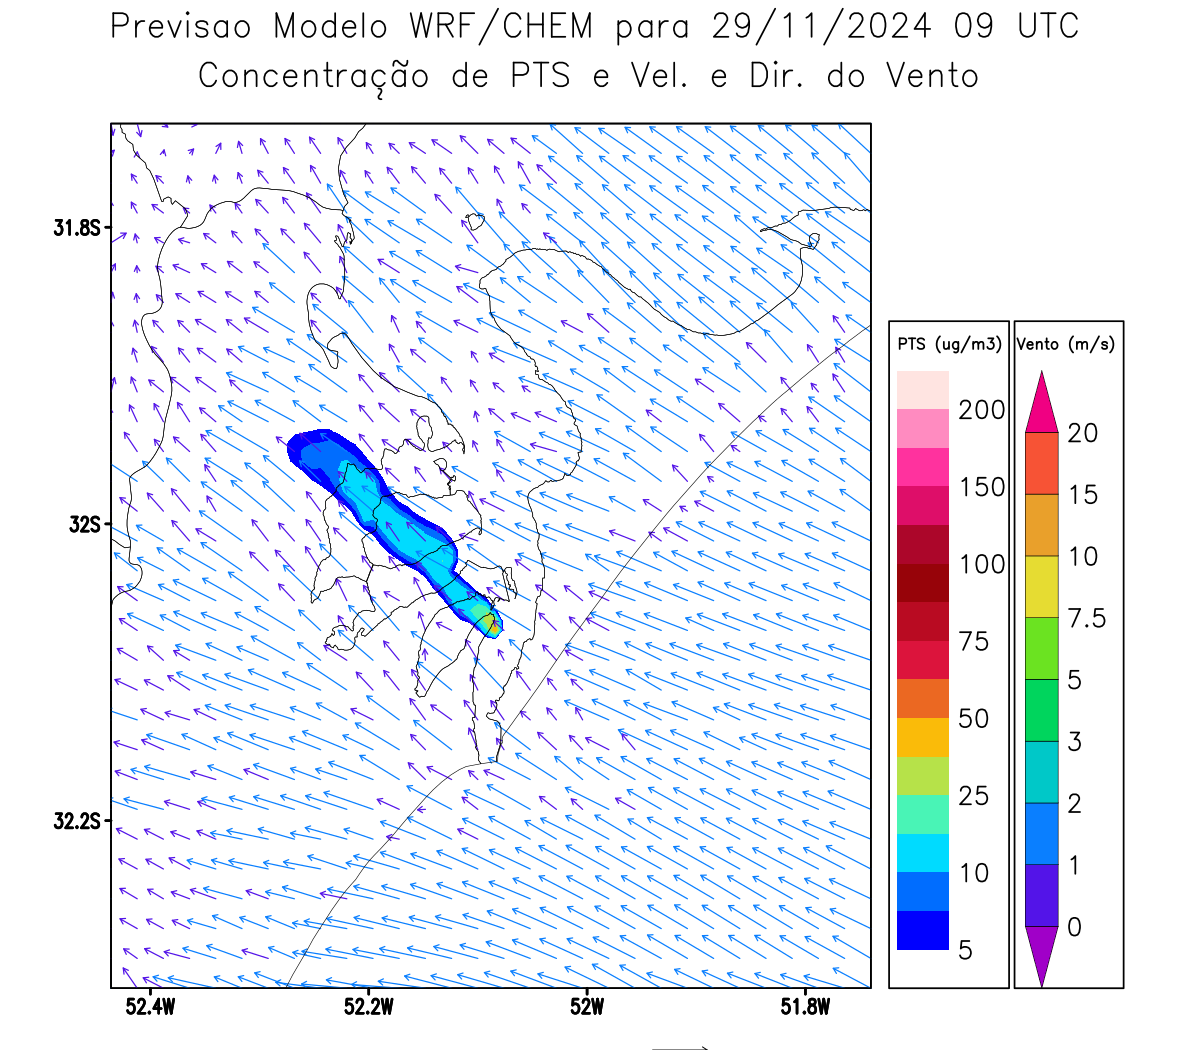 Previsao Modelo WRF/CHEM para 29/11/2024 09 UTC
Concentração de PTS e Vel. e Dir. do Vento
31.8S
32S
32.2S
52.4W 52.2W 52W 51.8W
PTS (ug/m3)
200
150
100
75
50
25
10
5
Vento (m/s)
20
15
10
7.5
5
3
2
1
0